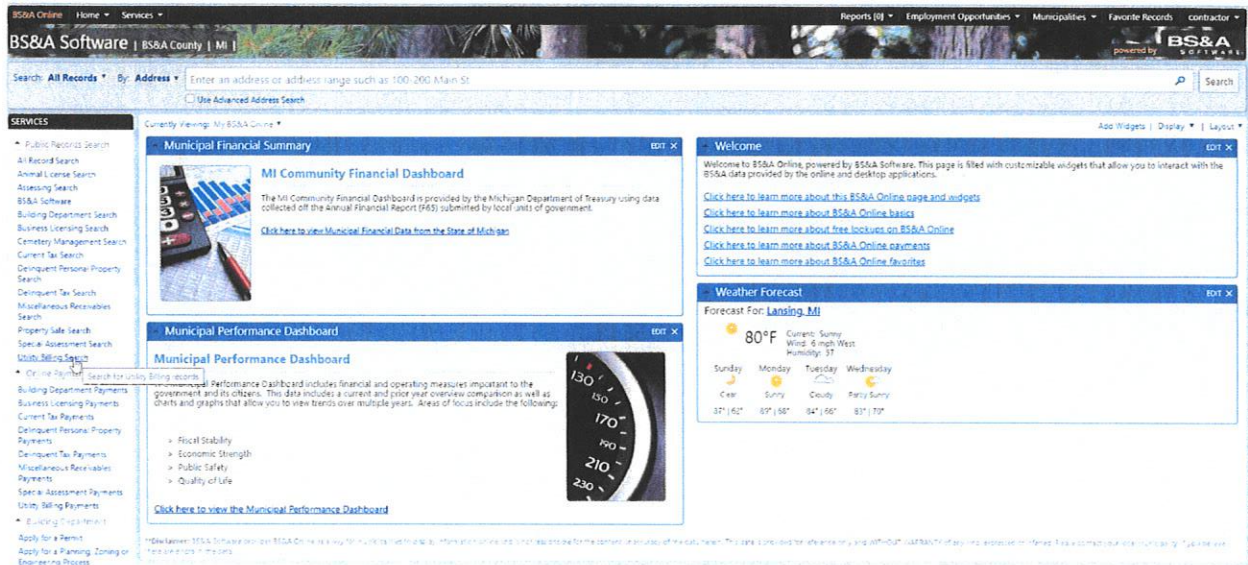 BS&A Online Home Services Reports [0] Employment Opportunities Municipalities Favorite Records contractor
BS&A Software | BS&A County | MI |
powered by BS&A SOFTWARE
Search: All Records By: Address Enter an address or address range such as 100-200 Main St Search
Use Advanced Address Search
SERVICES
Public Records Search
All Record Search
Animal License Search
Assessing Search
BS&A Software
Building Department Search
Business Licensing Search
Cemetery Management Search
Current Tax Search
Delinquent Personal Property
Search
Delinquent Tax Search
Miscellaneous Receivables
Search
Property Sale Search
Special Assessment Search
Utility Billing Search
Search for Utility Billing records
Building Department Payments
Business Licensing Payments
Current Tax Payments
Delinquent Personal Property
Payments
Delinquent Tax Payments
Miscellaneous Receivables
Payments
Special Assessment Payments
Utility Billing Payments
Building Department
Apply for a Permit
Apply for a Planning, Zoning or
Engineering Process
Currently Viewing: My BS&A Online Add Widgets | Display | Layout
Municipal Financial Summary EDIT X
MI Community Financial Dashboard
The MI Community Financial Dashboard is provided by the Michigan Department of Treasury using data
collected off the Annual Financial Report (F65) submitted by local units of government.
Click here to view Municipal Financial Data from the State of Michigan
Municipal Performance Dashboard EDIT X
Municipal Performance Dashboard
Municipal Performance Dashboard includes financial and operating measures important to the
government and its citizens. This data includes a current and prior year overview comparison as well as
charts and graphs that allow you to view trends over multiple years. Areas of focus include the following:
> Fiscal Stability
> Economic Strength
> Public Safety
> Quality of Life
Click here to view the Municipal Performance Dashboard
130
150
170
190
210
230
Welcome EDIT X
Welcome to BS&A Online, powered by BS&A Software. This page is filled with customizable widgets that allow you to interact with the
BS&A data provided by the online and desktop applications.
Click here to learn more about this BS&A Online page and widgets
Click here to learn more about BS&A Online basics
Click here to learn more about free lookups on BS&A Online
Click here to learn more about BS&A Online payments
Click here to learn more about BS&A Online favorites
Weather Forecast EDIT X
Forecast For: Lansing, MI
80°F Current: Sunny
Wind: 6 mph West
Humidity: 37
Sunday Monday Tuesday Wednesday
Clear Sunny Cloudy Partly Sunny
89° | 68° 84° | 66° 83° | 70°